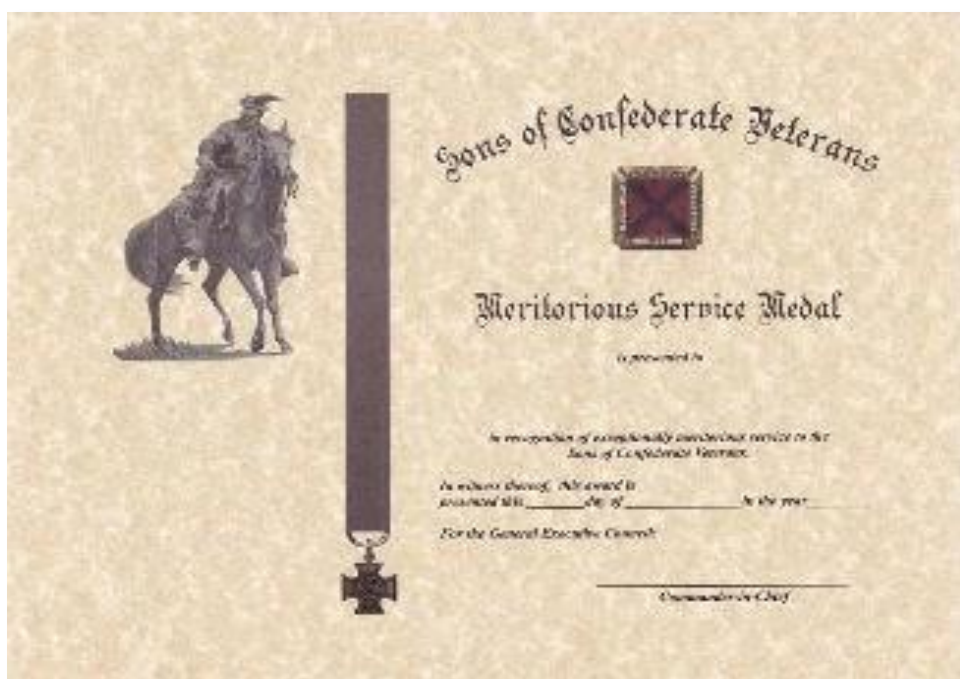 Sons of Confederate Veterans
Meritorious Service Medal
is presented to
in recognition of exceptionally meritorious service to the
Sons of Confederate Veterans.
In witness thereof, this award is
presented this day of in the year
For the General Executive Council:
Commander-in-Chief